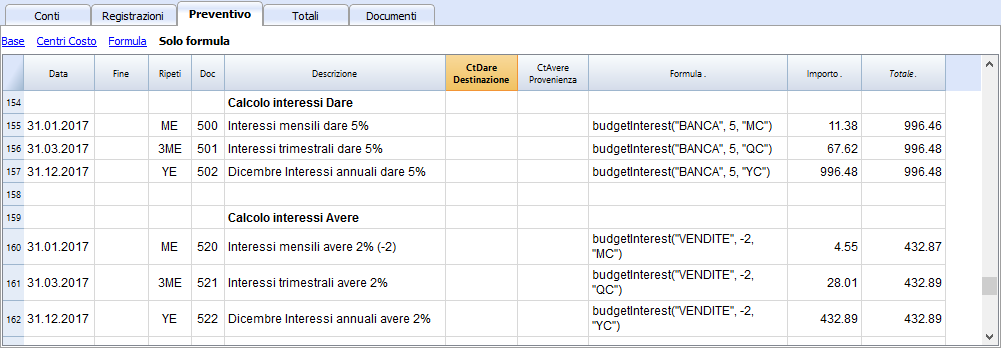 Conti Registrazioni Preventivo Totali Documenti
Base Centri Costo Formula Solo formula
Data Fine Ripeti Doc Descrizione CtDare Destinazione CtAvere Provenienza Formula . Importo . Totale.
154 Calcolo interessi Dare
155 31.01.2017 ME 500 Interessi mensili dare 5% budgetInterest("BANCA", 5, "MC") 11.38 996.46
156 31.03.2017 3ME 501 Interessi trimestrali dare 5% budgetInterest("BANCA", 5, "QC") 67.62 996.48
157 31.12.2017 YE 502 Dicembre Interessi annuali dare 5% budgetInterest("BANCA", 5, "YC") 996.48 996.48
158
159 Calcolo interessi Avere
160 31.01.2017 ME 520 Interessi mensili avere 2% (-2) budgetInterest("VENDITE", -2, "MC") 4.55 432.87
161 31.03.2017 3ME 521 Interessi trimestrali avere 2% budgetInterest("VENDITE", -2, "QC") 28.01 432.89
162 31.12.2017 YE 522 Dicembre Interessi annuali avere 2% budgetInterest("VENDITE", -2, "YC") 432.89 432.89